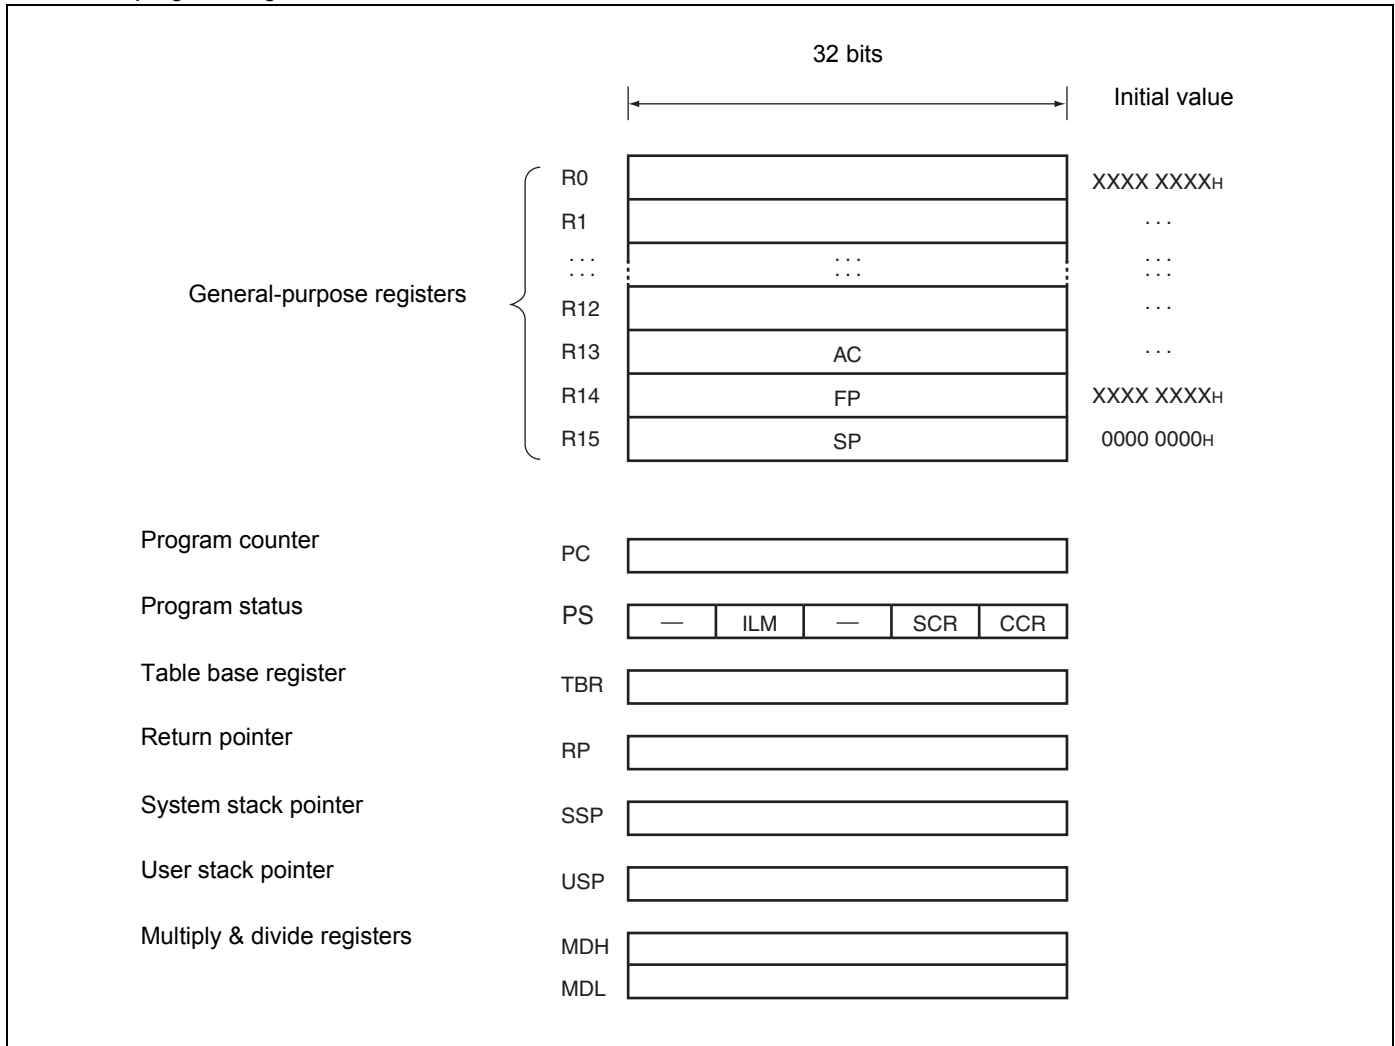 32 bits
Initial value
R0 XXXX XXXXH
R1 ...
... ... ...
... ... ...
General-purpose registers
R12 ...
R13 AC ...
R14 FP XXXX XXXXH
R15 SP 0000 0000H
Program counter PC
Program status PS — ILM — SCR CCR
Table base register TBR
Return pointer RP
System stack pointer SSP
User stack pointer USP
Multiply & divide registers MDH
MDL